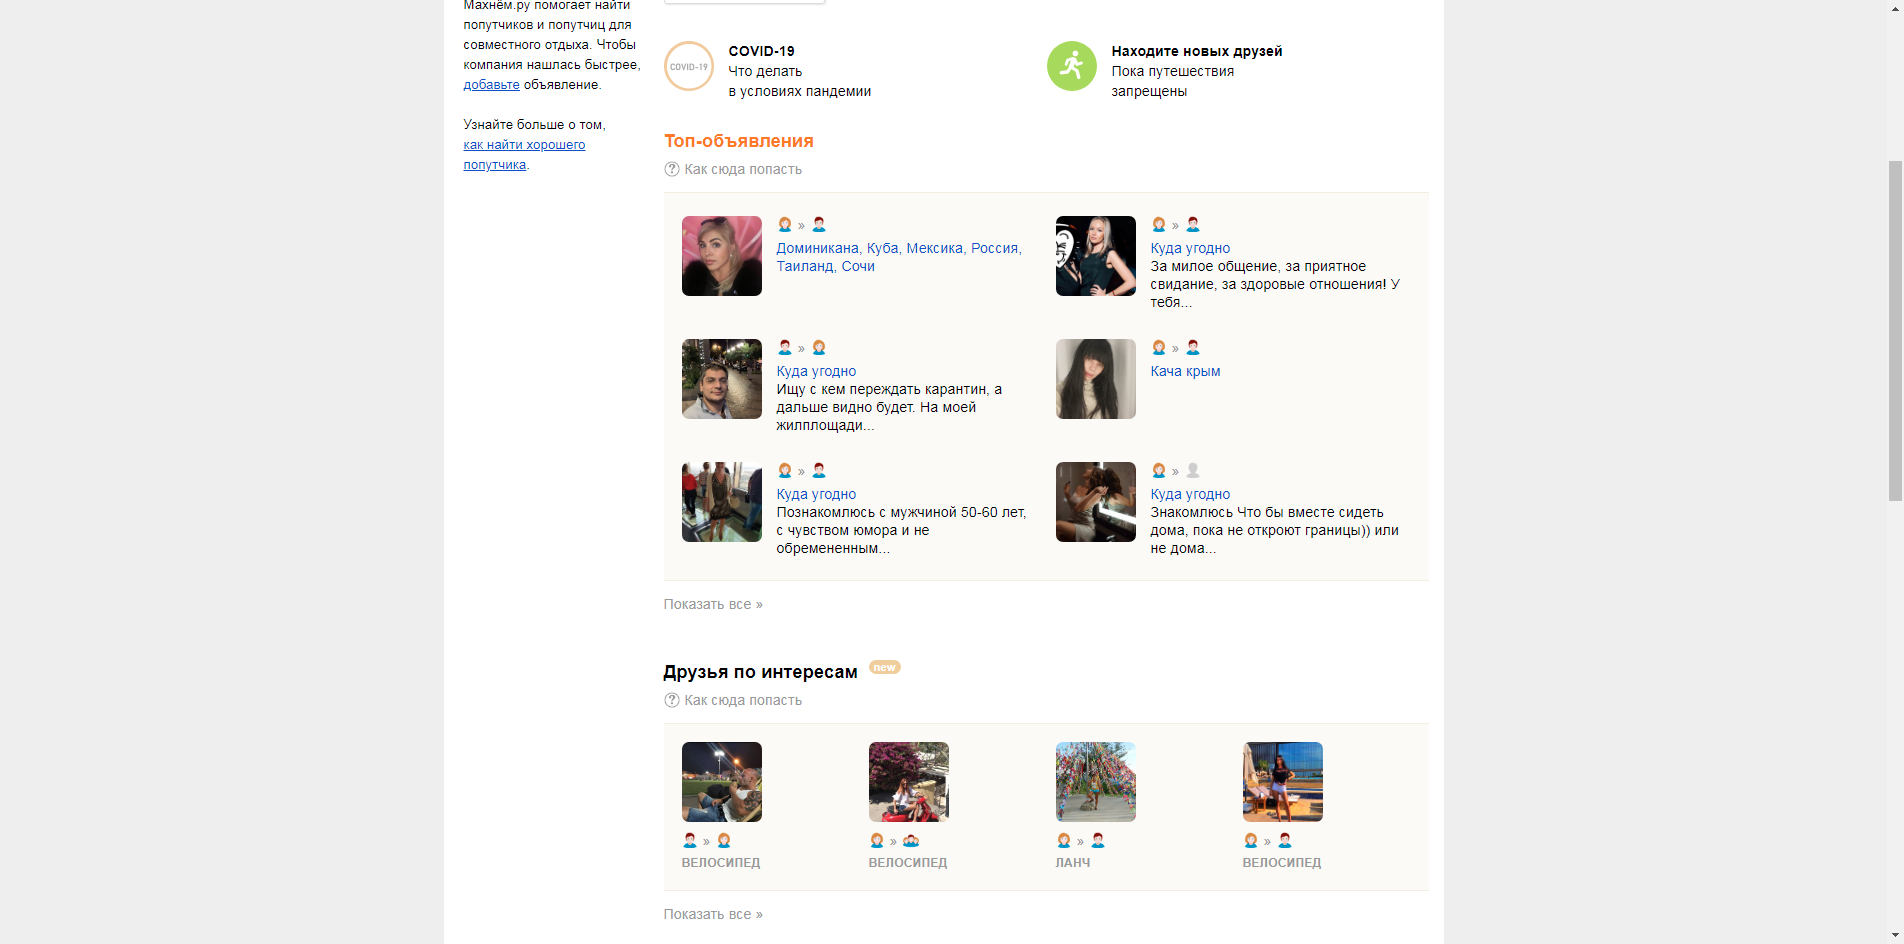 Махнём.ру помогает найти
попутчиков и попутчиц для
совместного отдыха. Чтобы
компания нашлась быстрее,
добавьте объявление.
Узнайте больше о том,
как найти хорошего
попутчика.
COVID-19
COVID-19
Что делать
в условиях пандемии
Находите новых друзей
Пока путешествия
запрещены
Топ-объявления
? Как сюда попасть
»
Доминикана, Куба, Мексика, Россия,
Таиланд, Сочи
»
Куда угодно
За милое общение, за приятное
свидание, за здоровые отношения! У
тебя...
»
Куда угодно
Ищу с кем переждать карантин, а
дальше видно будет. На моей
жилплощади...
»
Кача крым
»
Куда угодно
Познакомлюсь с мужчиной 50-60 лет,
с чувством юмора и не
обремененным...
»
Куда угодно
Знакомлюсь Что бы вместе сидеть
дома, пока не откроют границы)) или
не дома...
Показать все »
Друзья по интересам new
? Как сюда попасть
»
ВЕЛОСИПЕД
»
ВЕЛОСИПЕД
»
ЛАНЧ
»
ВЕЛОСИПЕД
Показать все »